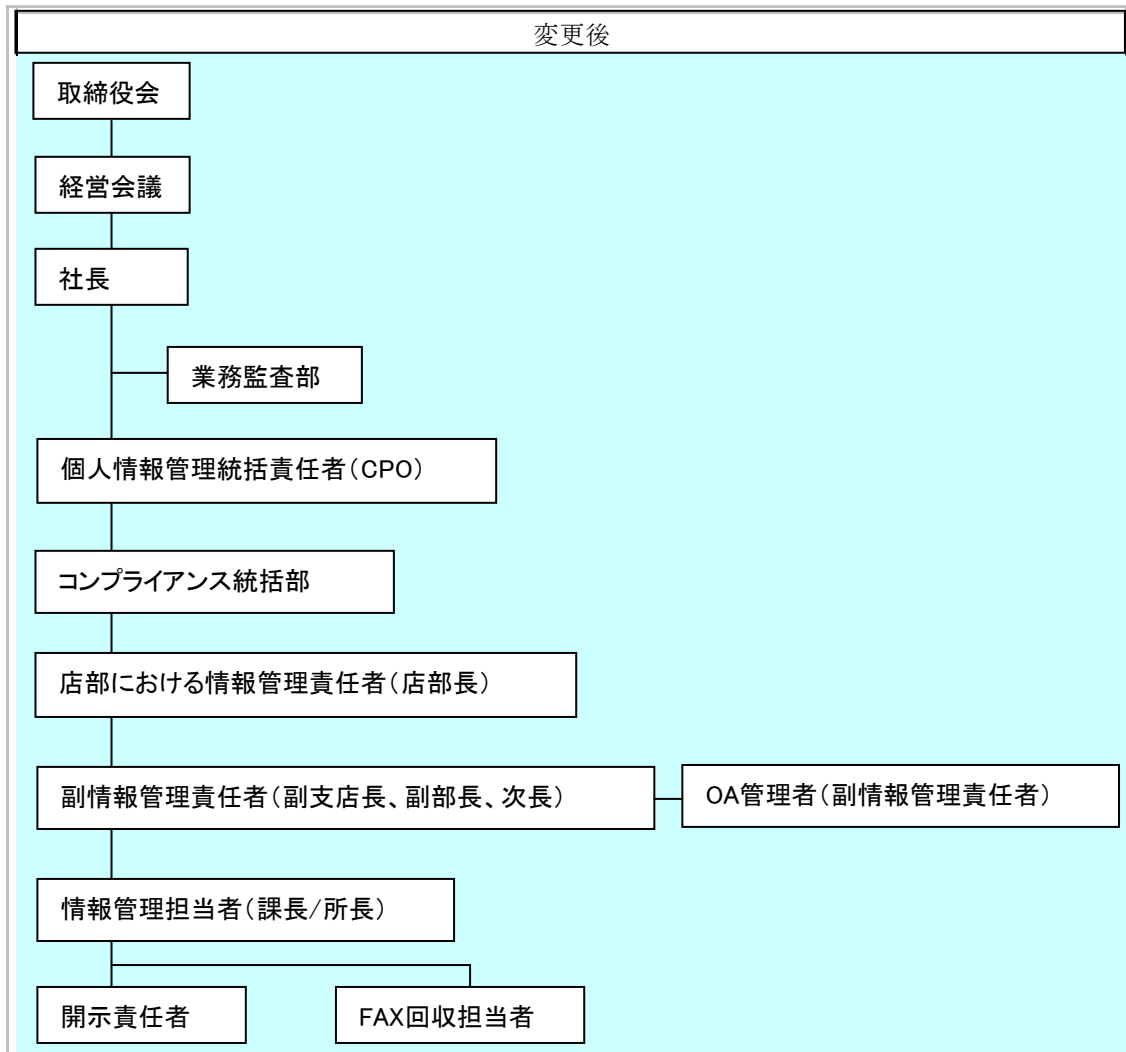 変更後
取締役会
経営会議
社長
業務監査部
個人情報管理統括責任者(CPO)
コンプライアンス統括部
店部における情報管理責任者(店部長)
副情報管理責任者(副支店長、副部長、次長)
OA管理者(副情報管理責任者)
情報管理担当者(課長/所長)
開示責任者
FAX回収担当者